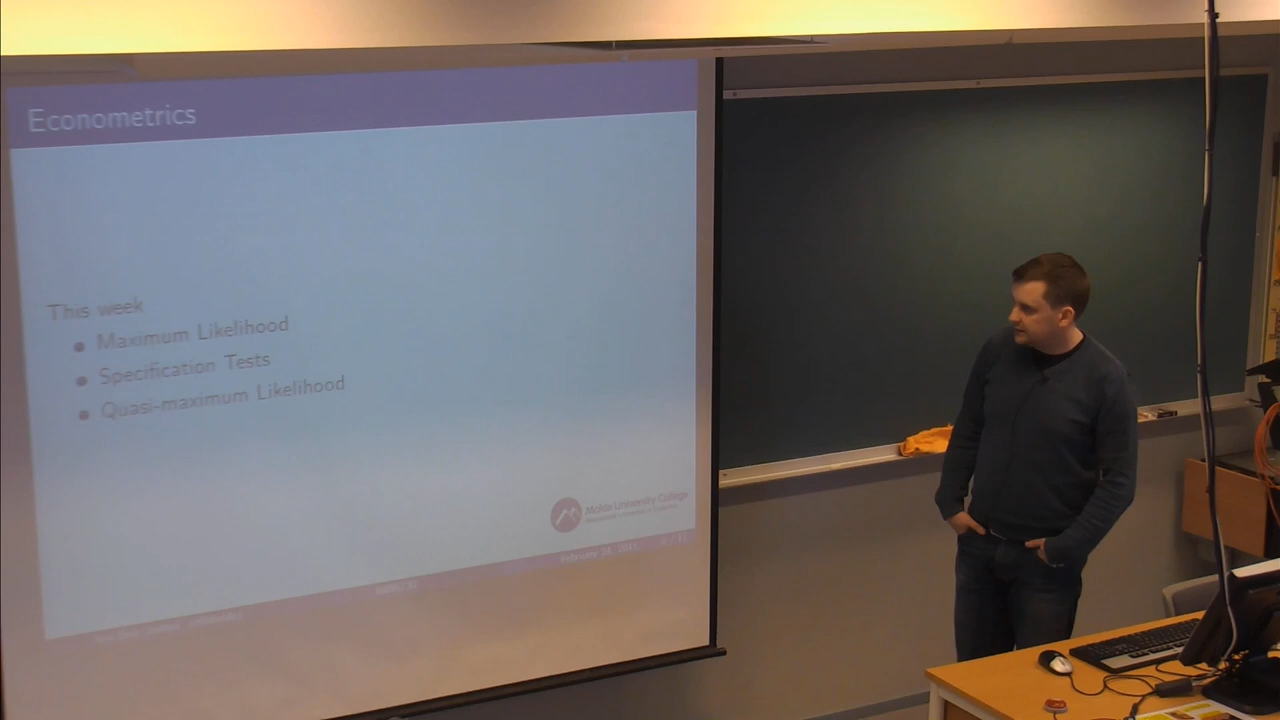 Econometrics
This week
Maximum Likelihood
Specification Tests
Quasi-maximum Likelihood
Molde University College